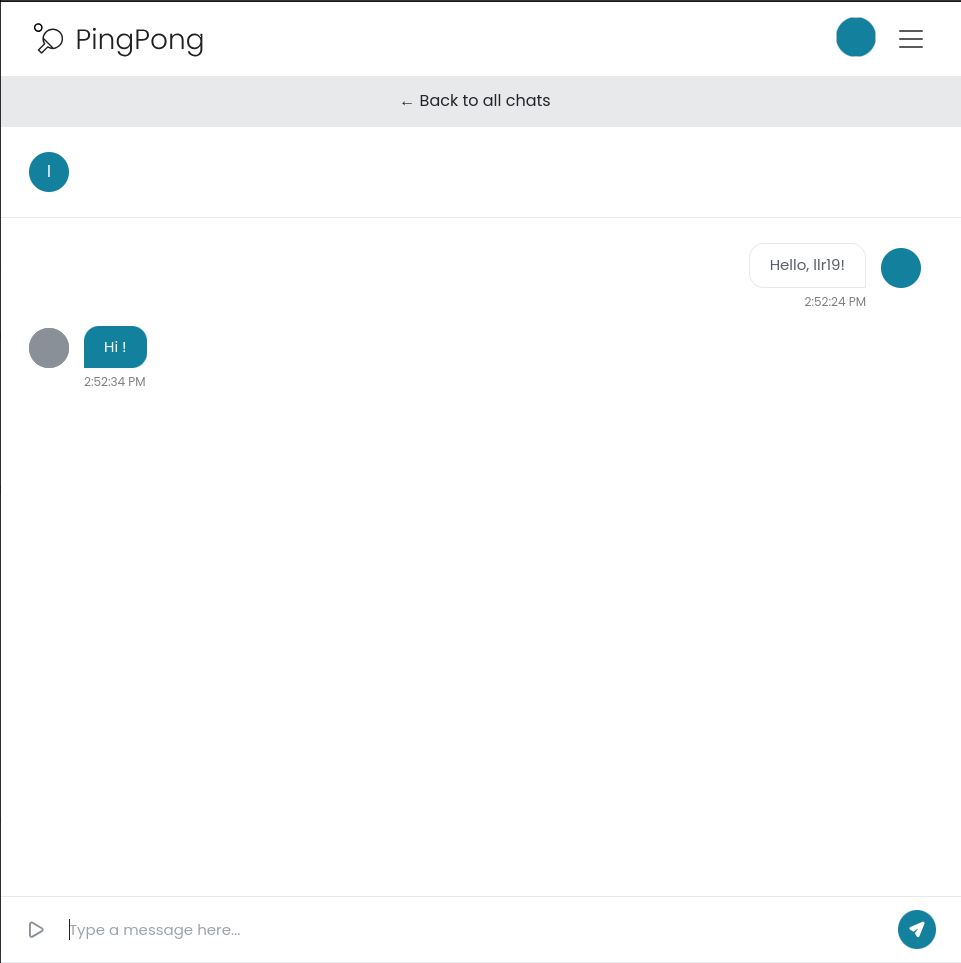 PingPong
← Back to all chats
l
Hello, llr19!
2:52:24 PM
Hi !
2:52:34 PM
Type a message here...